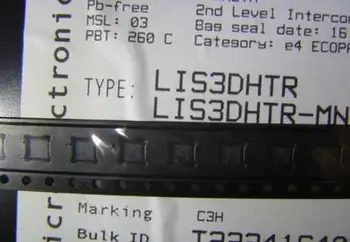 Pb-free
2nd Level Interco
MSL: 03
Bag seal date: 16
PBT: 260 C
Category: e4 ECOP
TYPE: LIS3DHTR
LIS3DHTR-MN
ctronic
Marking C3H
Bulk ID